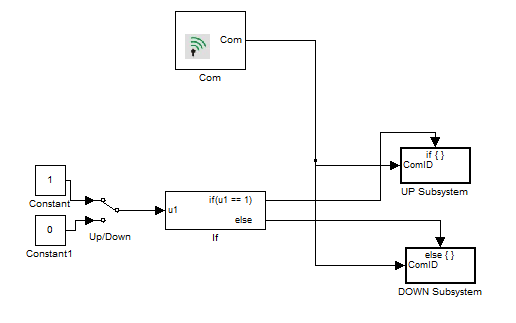 Com
Com
if { }
ComID
UP Subsystem
1
Constant
0
Constant1
Up/Down
u1
if(u1 == 1)
else
If
else { }
ComID
DOWN Subsystem